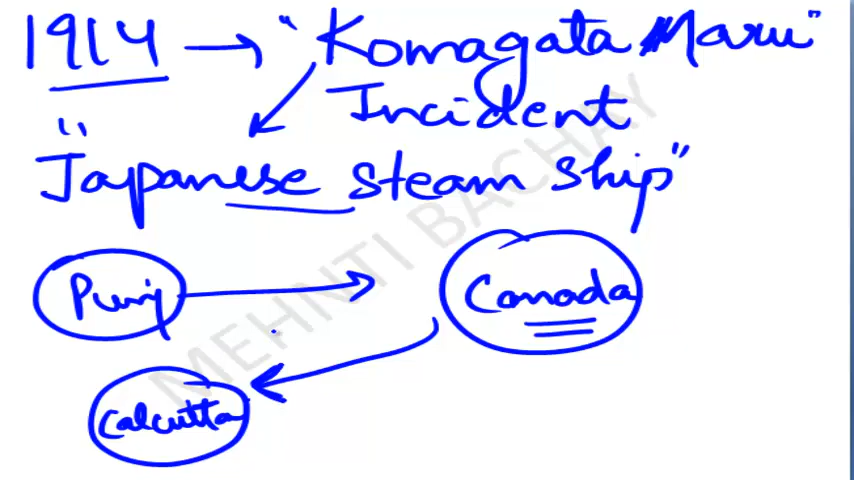 1914 → "Komagata Maru"
Incident
"Japanese steam ship"
Punj → Canada
Calcutta
MEHNTI BACHAY